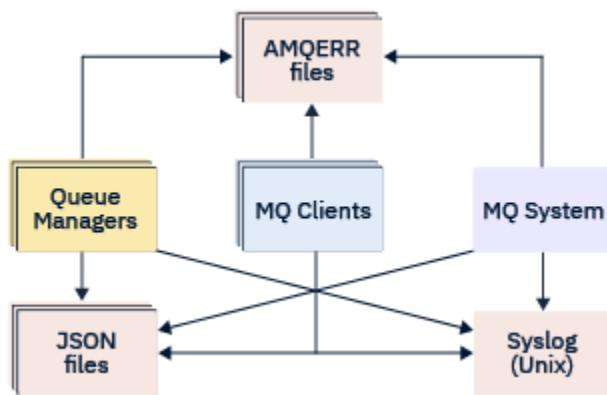 AMQERR
files
Queue
Managers
MQ Clients
MQ System
JSON
files
Syslog
(Unix)